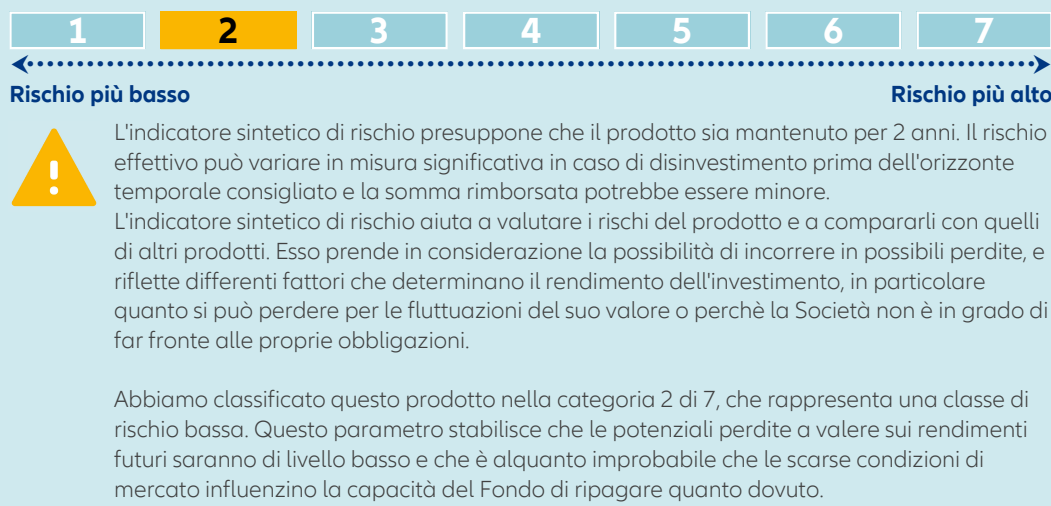 1 2 3 4 5 6 7
Rischio più basso Rischio più alto
L'indicatore sintetico di rischio presuppone che il prodotto sia mantenuto per 2 anni. Il rischio
effettivo può variare in misura significativa in caso di disinvestimento prima dell'orizzonte
temporale consigliato e la somma rimborsata potrebbe essere minore.
L'indicatore sintetico di rischio aiuta a valutare i rischi del prodotto e a compararli con quelli
di altri prodotti. Esso prende in considerazione la possibilità di incorrere in possibili perdite, e
riflette differenti fattori che determinano il rendimento dell'investimento, in particolare
quanto si può perdere per le fluttuazioni del suo valore o perchè la Società non è in grado di
far fronte alle proprie obbligazioni.
Abbiamo classificato questo prodotto nella categoria 2 di 7, che rappresenta una classe di
rischio bassa. Questo parametro stabilisce che le potenziali perdite a valere sui rendimenti
futuri saranno di livello basso e che è alquanto improbabile che le scarse condizioni di
mercato influenzino la capacità del Fondo di ripagare quanto dovuto.